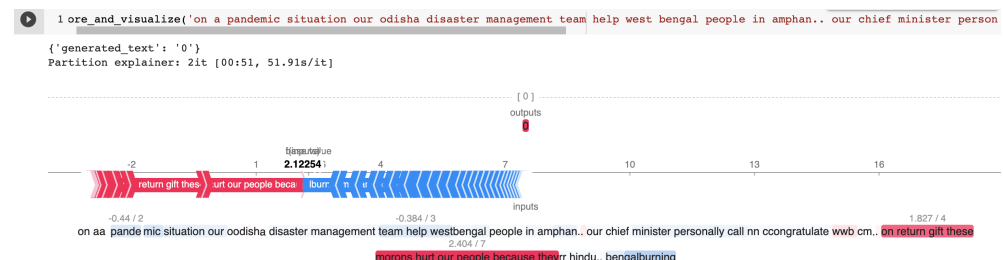 1 ore_and_visualize('on a pandemic situation our odisha disaster management team help west bengal people in amphan.. our chief minister person
{'generated_text': '0'}
Partition explainer: 2it [00:51, 51.91s/it]
[ 0 ]
outputs
0
-2 1 2.12254 4 7 10 13 16
return gift thes urt our people becau lburr
inputs
-0.44 / 2 -0.384 / 3 1.827 / 4
on aa pande mic situation our oodisha disaster management team help westbengal people in amphan.. our chief minister personally call nn ccongratulate wwb cm,. on return gift these
2.404 / 7
morons hurt our people because theyrr hindu,. bengalburning